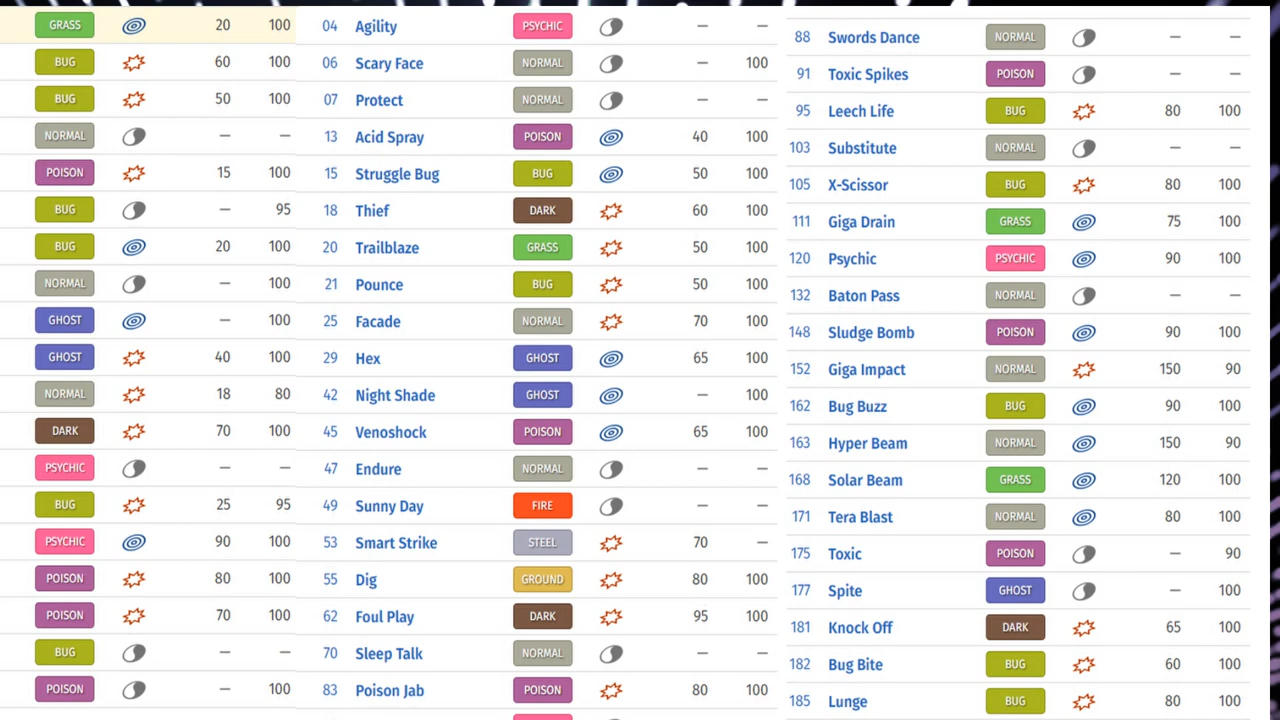 GRASS 20 100
BUG 60 100
BUG 50 100
NORMAL — —
POISON 15 100
BUG — 95
BUG 20 100
NORMAL — 100
GHOST — 100
GHOST 40 100
NORMAL 18 80
DARK 70 100
PSYCHIC — —
BUG 25 95
PSYCHIC 90 100
POISON 80 100
POISON 70 100
BUG — —
POISON — 100
04 Agility PSYCHIC — —
06 Scary Face NORMAL — 100
07 Protect NORMAL — —
13 Acid Spray POISON 40 100
15 Struggle Bug BUG 50 100
18 Thief DARK 60 100
20 Trailblaze GRASS 50 100
21 Pounce BUG 50 100
25 Facade NORMAL 70 100
29 Hex GHOST 65 100
42 Night Shade GHOST — 100
45 Venoshock POISON 65 100
47 Endure NORMAL — —
49 Sunny Day FIRE — —
53 Smart Strike STEEL 70 —
55 Dig GROUND 80 100
62 Foul Play DARK 95 100
70 Sleep Talk NORMAL — —
83 Poison Jab POISON 80 100
88 Swords Dance NORMAL — —
91 Toxic Spikes POISON — —
95 Leech Life BUG 80 100
103 Substitute NORMAL — —
105 X-Scissor BUG 80 100
111 Giga Drain GRASS 75 100
120 Psychic PSYCHIC 90 100
132 Baton Pass NORMAL — —
148 Sludge Bomb POISON 90 100
152 Giga Impact NORMAL 150 90
162 Bug Buzz BUG 90 100
163 Hyper Beam NORMAL 150 90
168 Solar Beam GRASS 120 100
171 Tera Blast NORMAL 80 100
175 Toxic POISON — 90
177 Spite GHOST — 100
181 Knock Off DARK 65 100
182 Bug Bite BUG 60 100
185 Lunge BUG 80 100